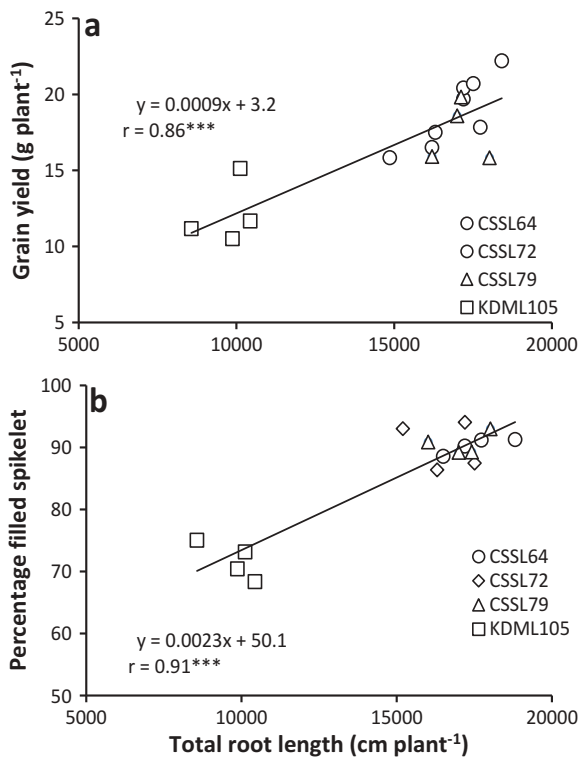 a
25
20
15
10
5
Grain yield (g plant⁻¹)
y = 0.0009x + 3.2
r = 0.86***
CSSL64
CSSL72
CSSL79
KDML105
5000 10000 15000 20000
b
100
90
80
70
60
50
Percentage filled spikelet
CSSL64
CSSL72
CSSL79
KDML105
y = 0.0023x + 50.1
r = 0.91***
5000 10000 15000 20000
Total root length (cm plant⁻¹)